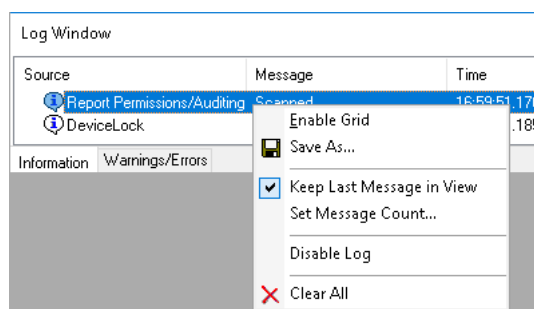 Log Window
Source Message Time
Report Permissions/Auditing Scanned 16:59:51.17
DeviceLock .18
Enable Grid
Save As...
Keep Last Message in View
Set Message Count...
Disable Log
Clear All
Information Warnings/Errors